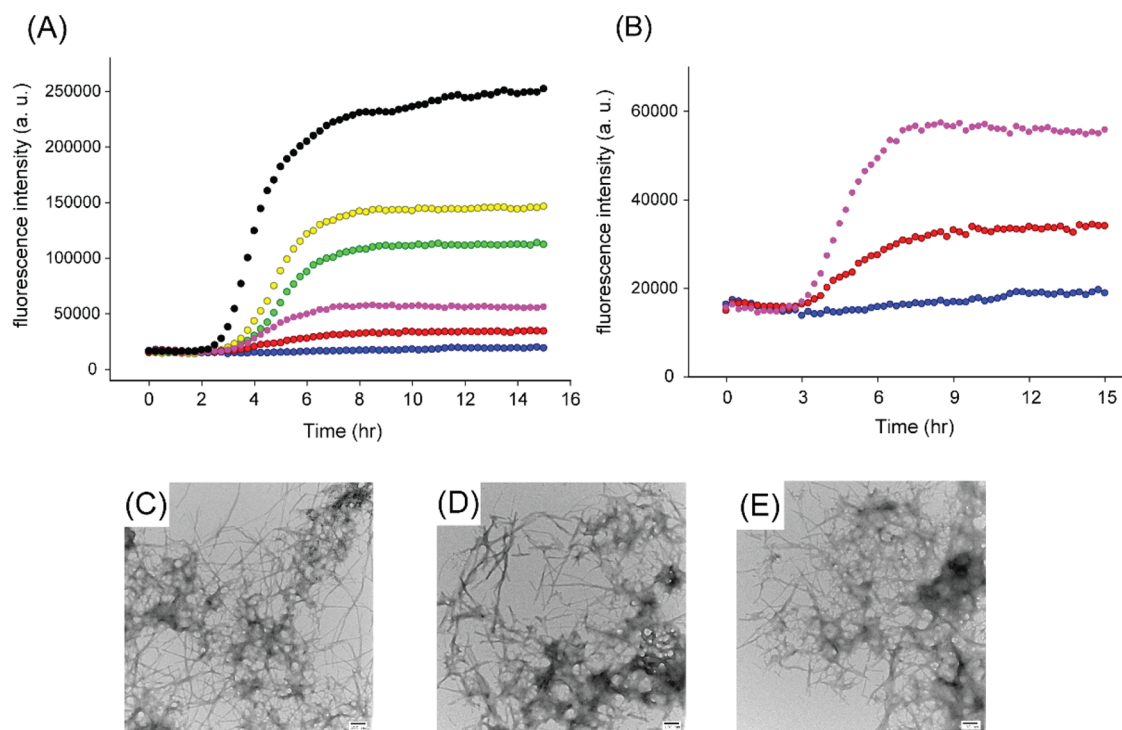 (A)
fluorescence intensity (a. u.)
250000
200000
150000
100000
50000
0
0 2 4 6 8 10 12 14 16
Time (hr)
(B)
fluorescence intensity (a. u.)
60000
40000
20000
0
0 3 6 9 12 15
Time (hr)
(C)
(D)
(E)